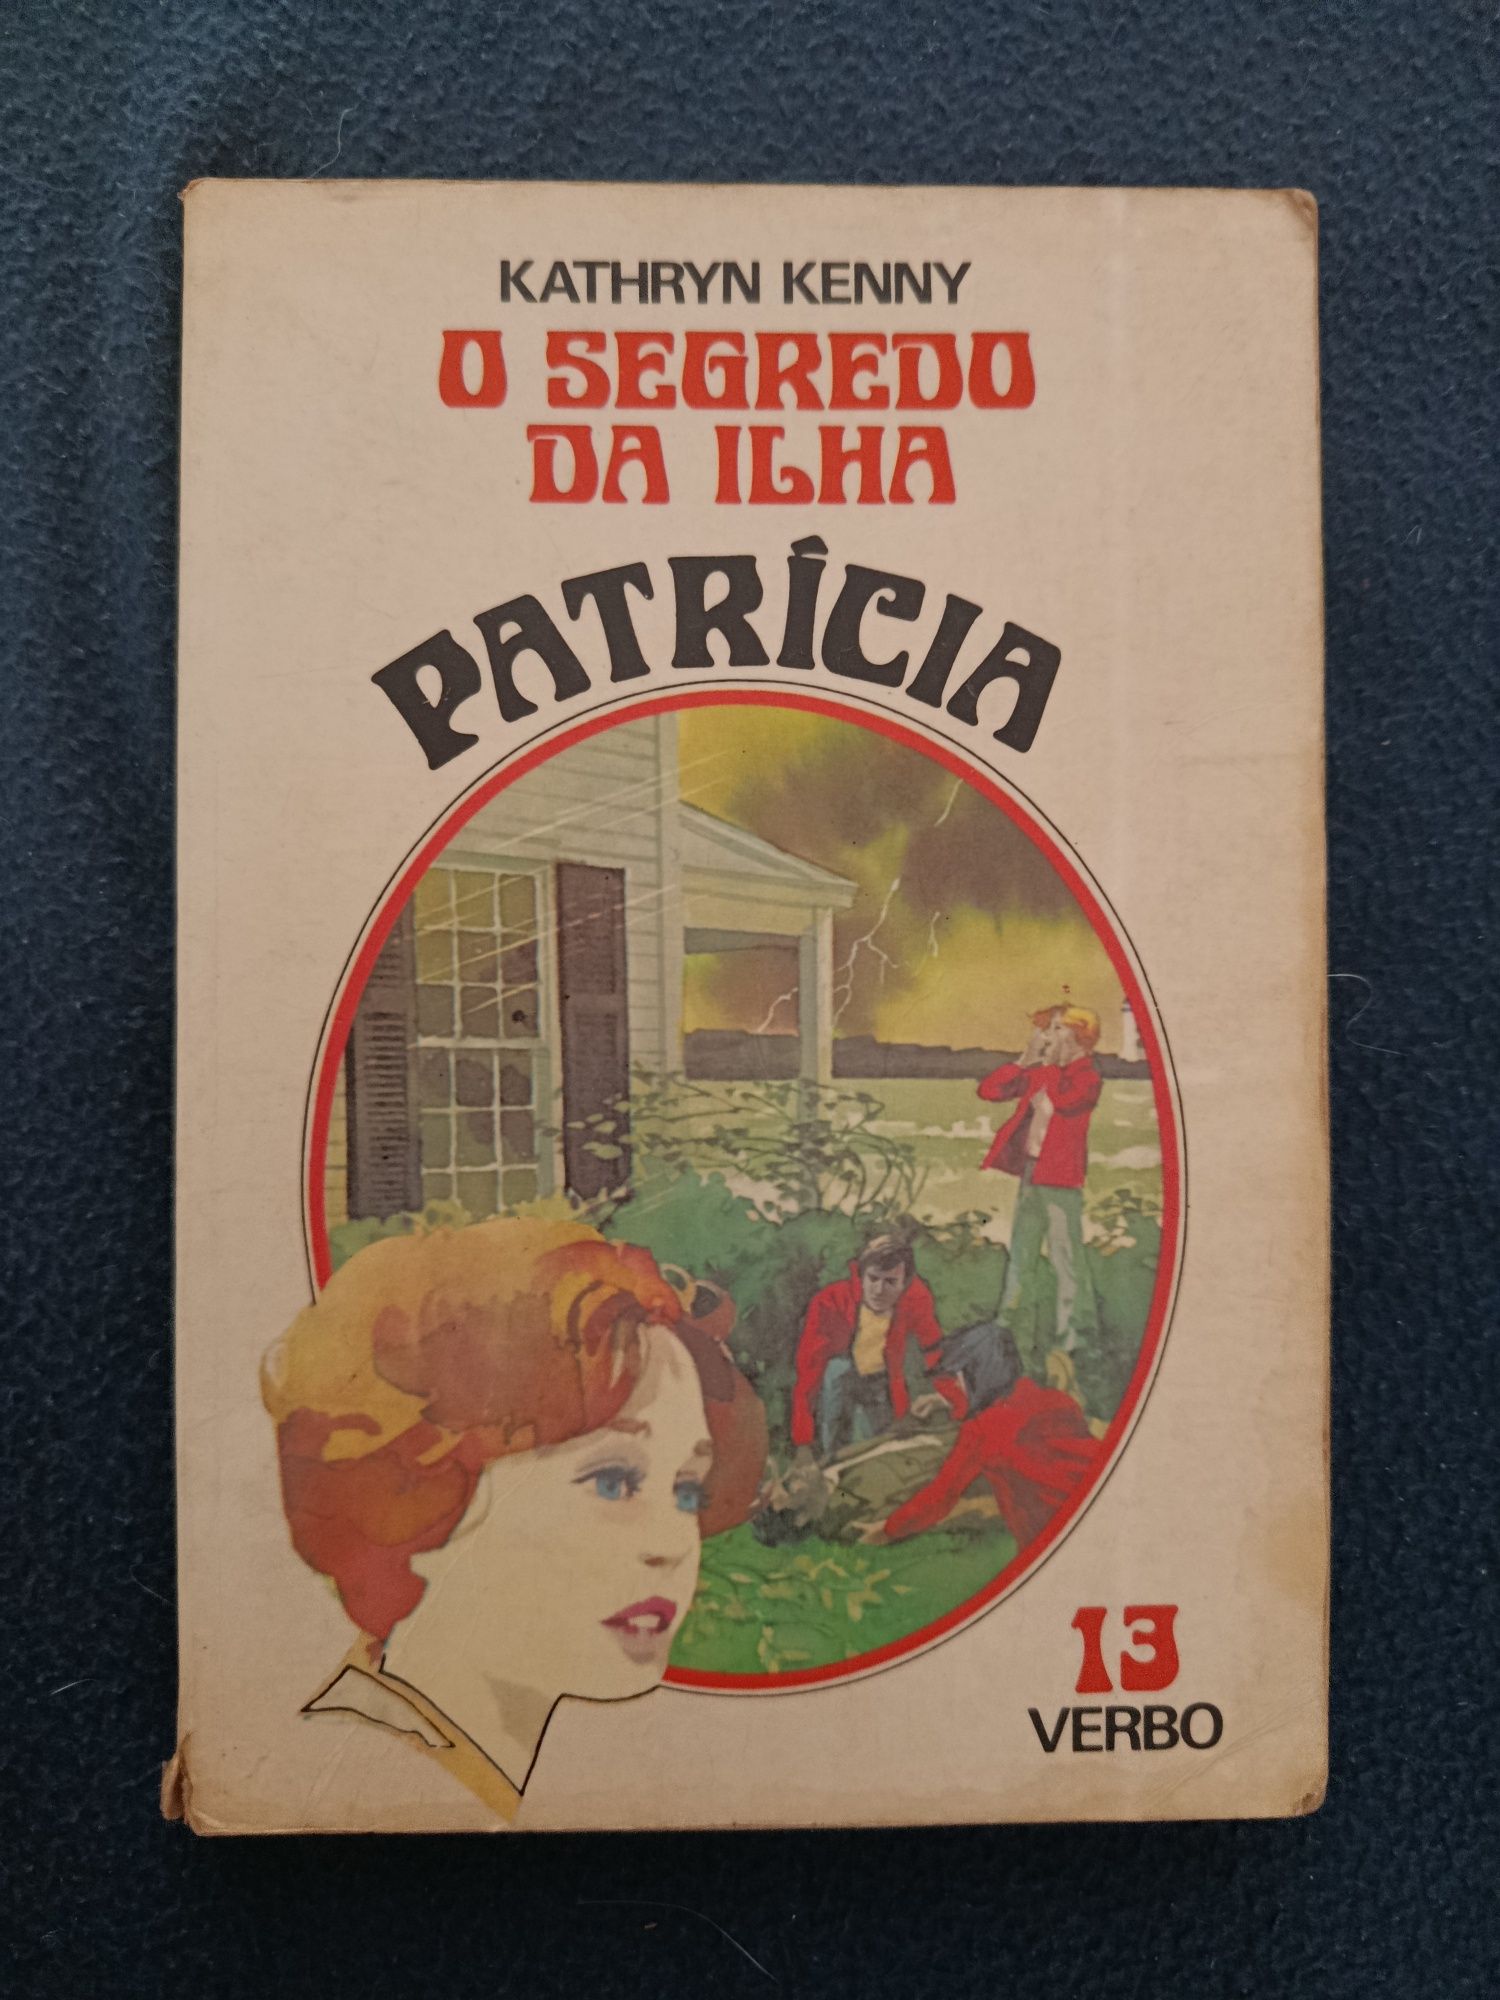 KATHRYN KENNY
O SEGREDO
DA ILHA
PATRÍCIA
13
VERBO